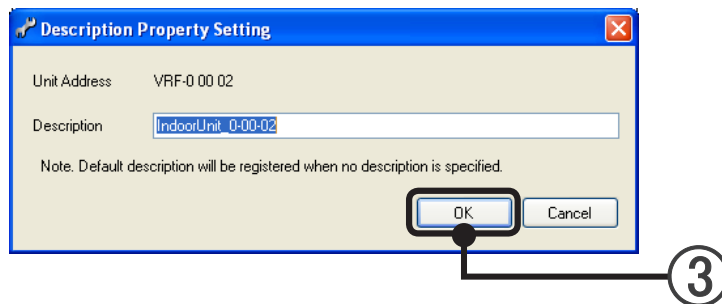 Description Property Setting
Unit Address VRF-0 00 02
Description IndoorUnit_0-00-02
Note. Default description will be registered when no description is specified.
OK Cancel
3